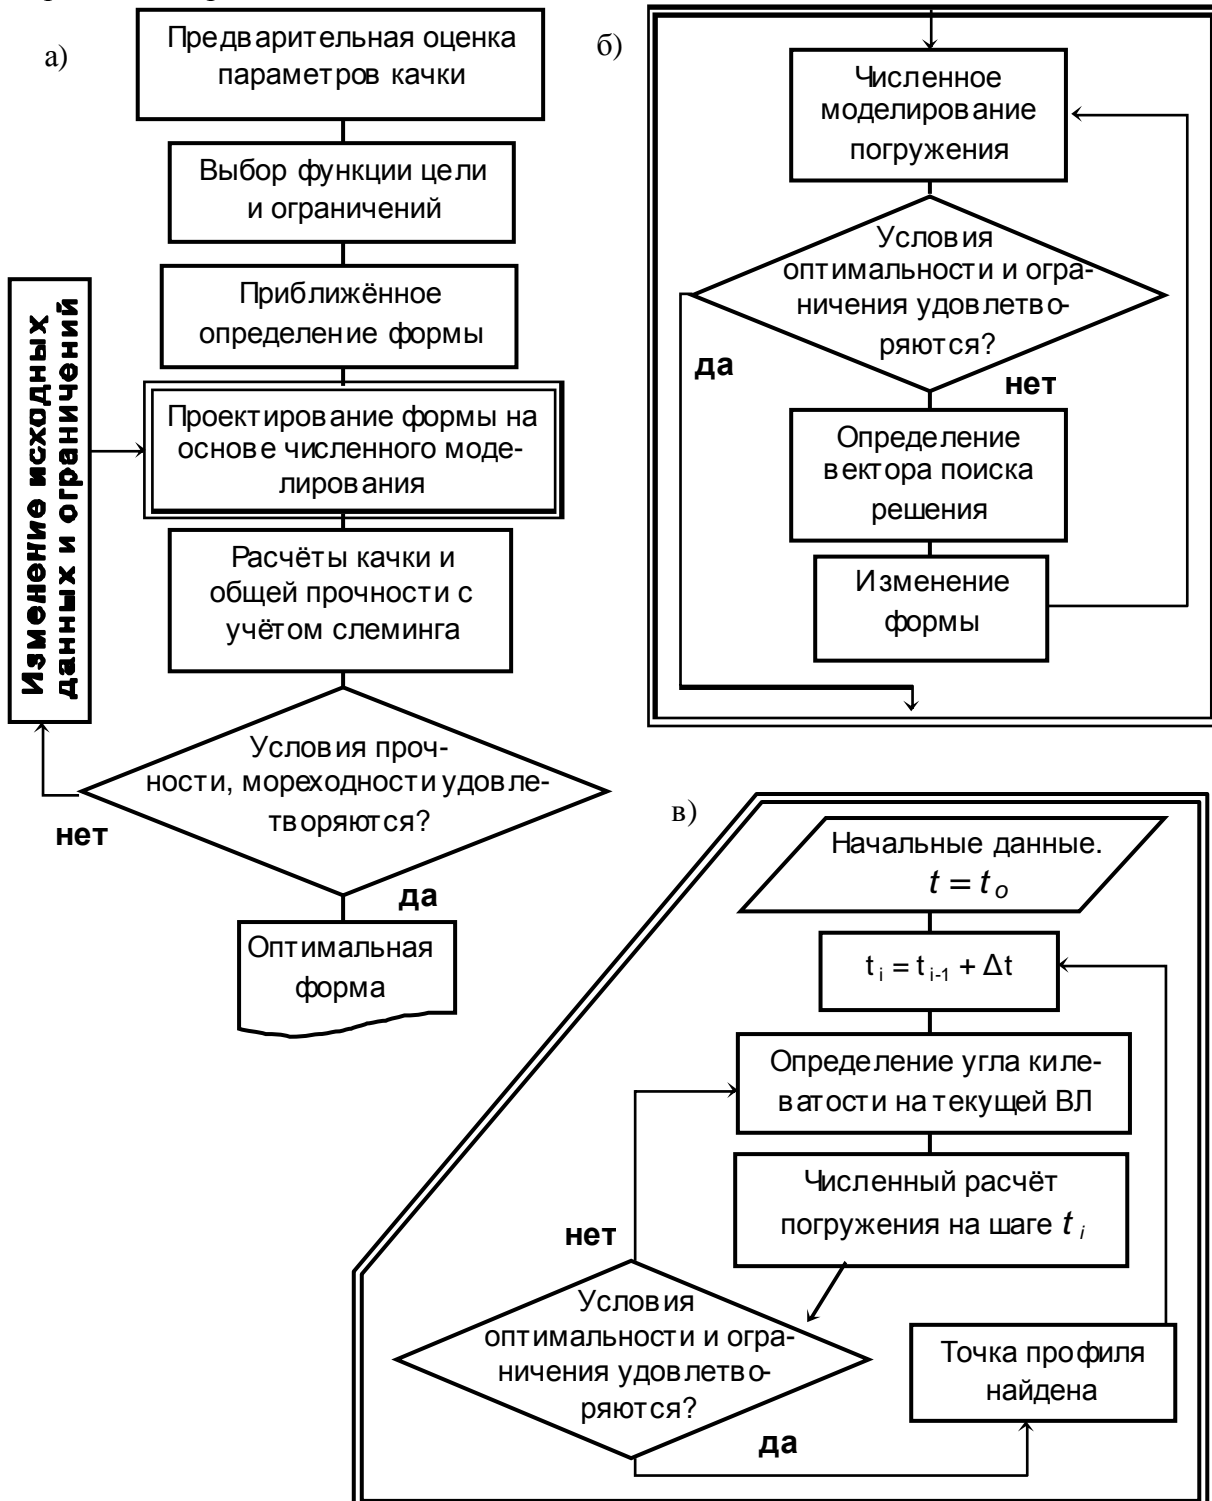 а)
Предварительная оценка
параметров качки
Выбор функции цели
и ограничений
Приближённое
определение формы
Изменение исходных
данных и ограничений
Проектирование формы на
основе численного моде-
лирования
Расчёты качки и
общей прочности с
учётом слеминга
Условия проч-
ности, мореходности удовле-
творяются?
нет
да
Оптимальная
форма
б)
Численное
моделирование
погружения
Условия
оптимальности и огра-
ничения удовлетво-
ряются?
да
нет
Определение
вектора поиска
решения
Изменение
формы
в)
Начальные данные.
t = t o
t i = t i-1 + Δt
Определение угла киле-
ватости на текущей ВЛ
Численный расчёт
погружения на шаге t i
нет
Условия
оптимальности и огра-
ничения удовлетво-
ряются?
да
Точка профиля
найдена